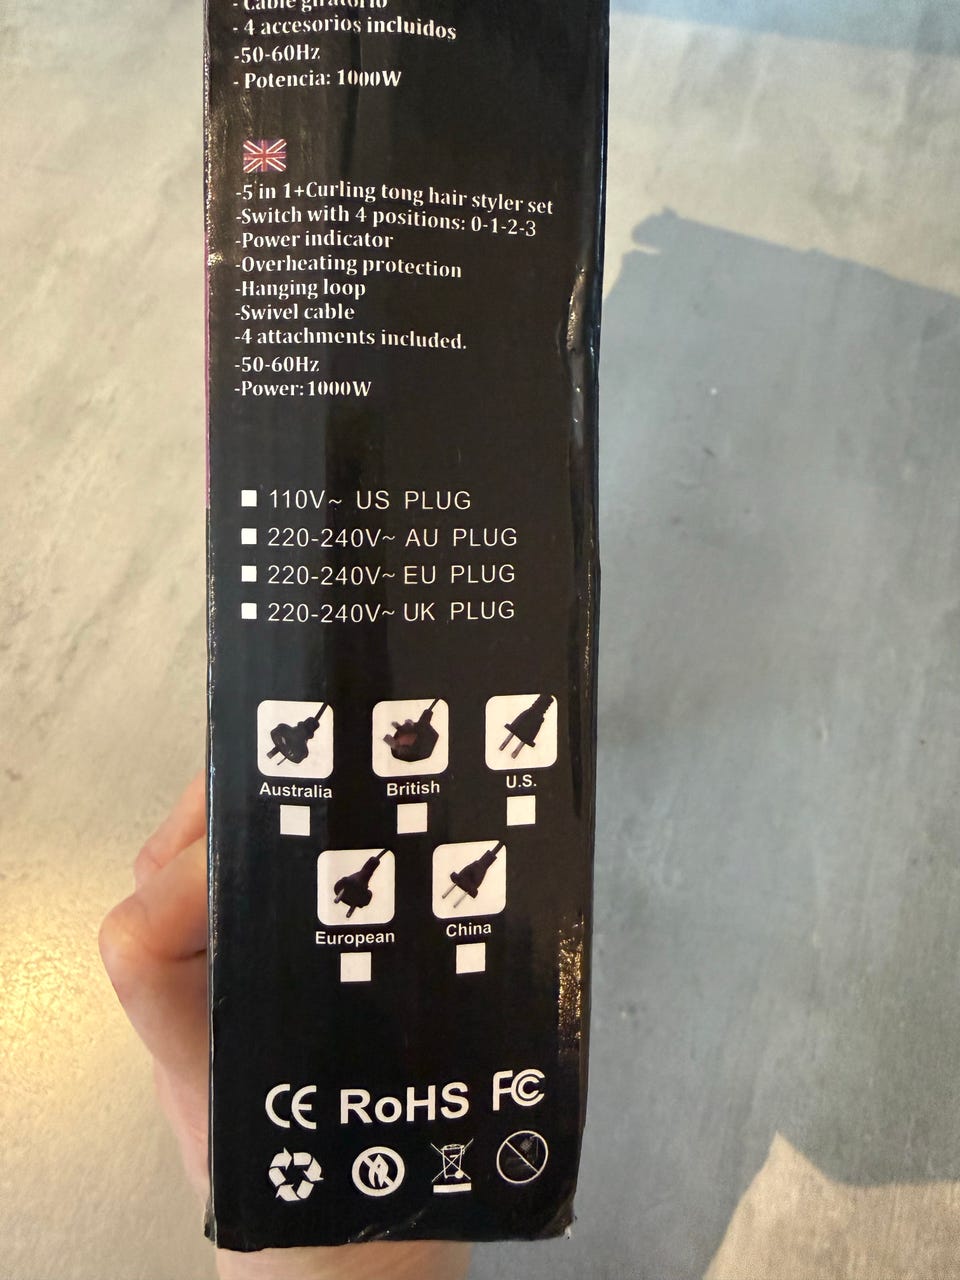 - Cable giratorio
- 4 accesorios incluidos
-50-60Hz
- Potencia: 1000W
-5 in 1+Curling tong hair styler set
-Switch with 4 positions: 0-1-2-3
-Power indicator
-Overheating protection
-Hanging loop
-Swivel cable
-4 attachments included.
-50-60Hz
-Power:1000W
110V~ US PLUG
220-240V~ AU PLUG
220-240V~ EU PLUG
220-240V~ UK PLUG
Australia British U.S.
European China
CE RoHS FC